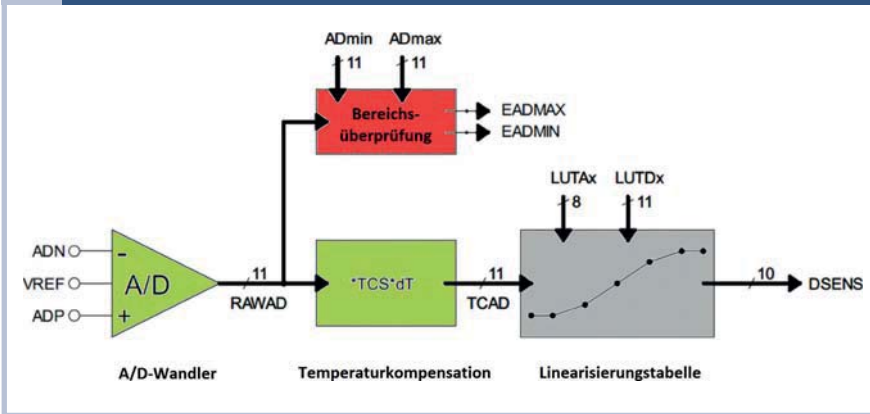 ADmin ADmax
11 11
Bereichs-
überprüfung
EADMAX
EADMIN
LUTAx LUTDx
8 11
ADN
VREF
ADP
-
A/D
+
11
RAWAD
*TCS*dT
11
TCAD
10
DSENS
A/D-Wandler Temperaturkompensation Linearisierungstabelle